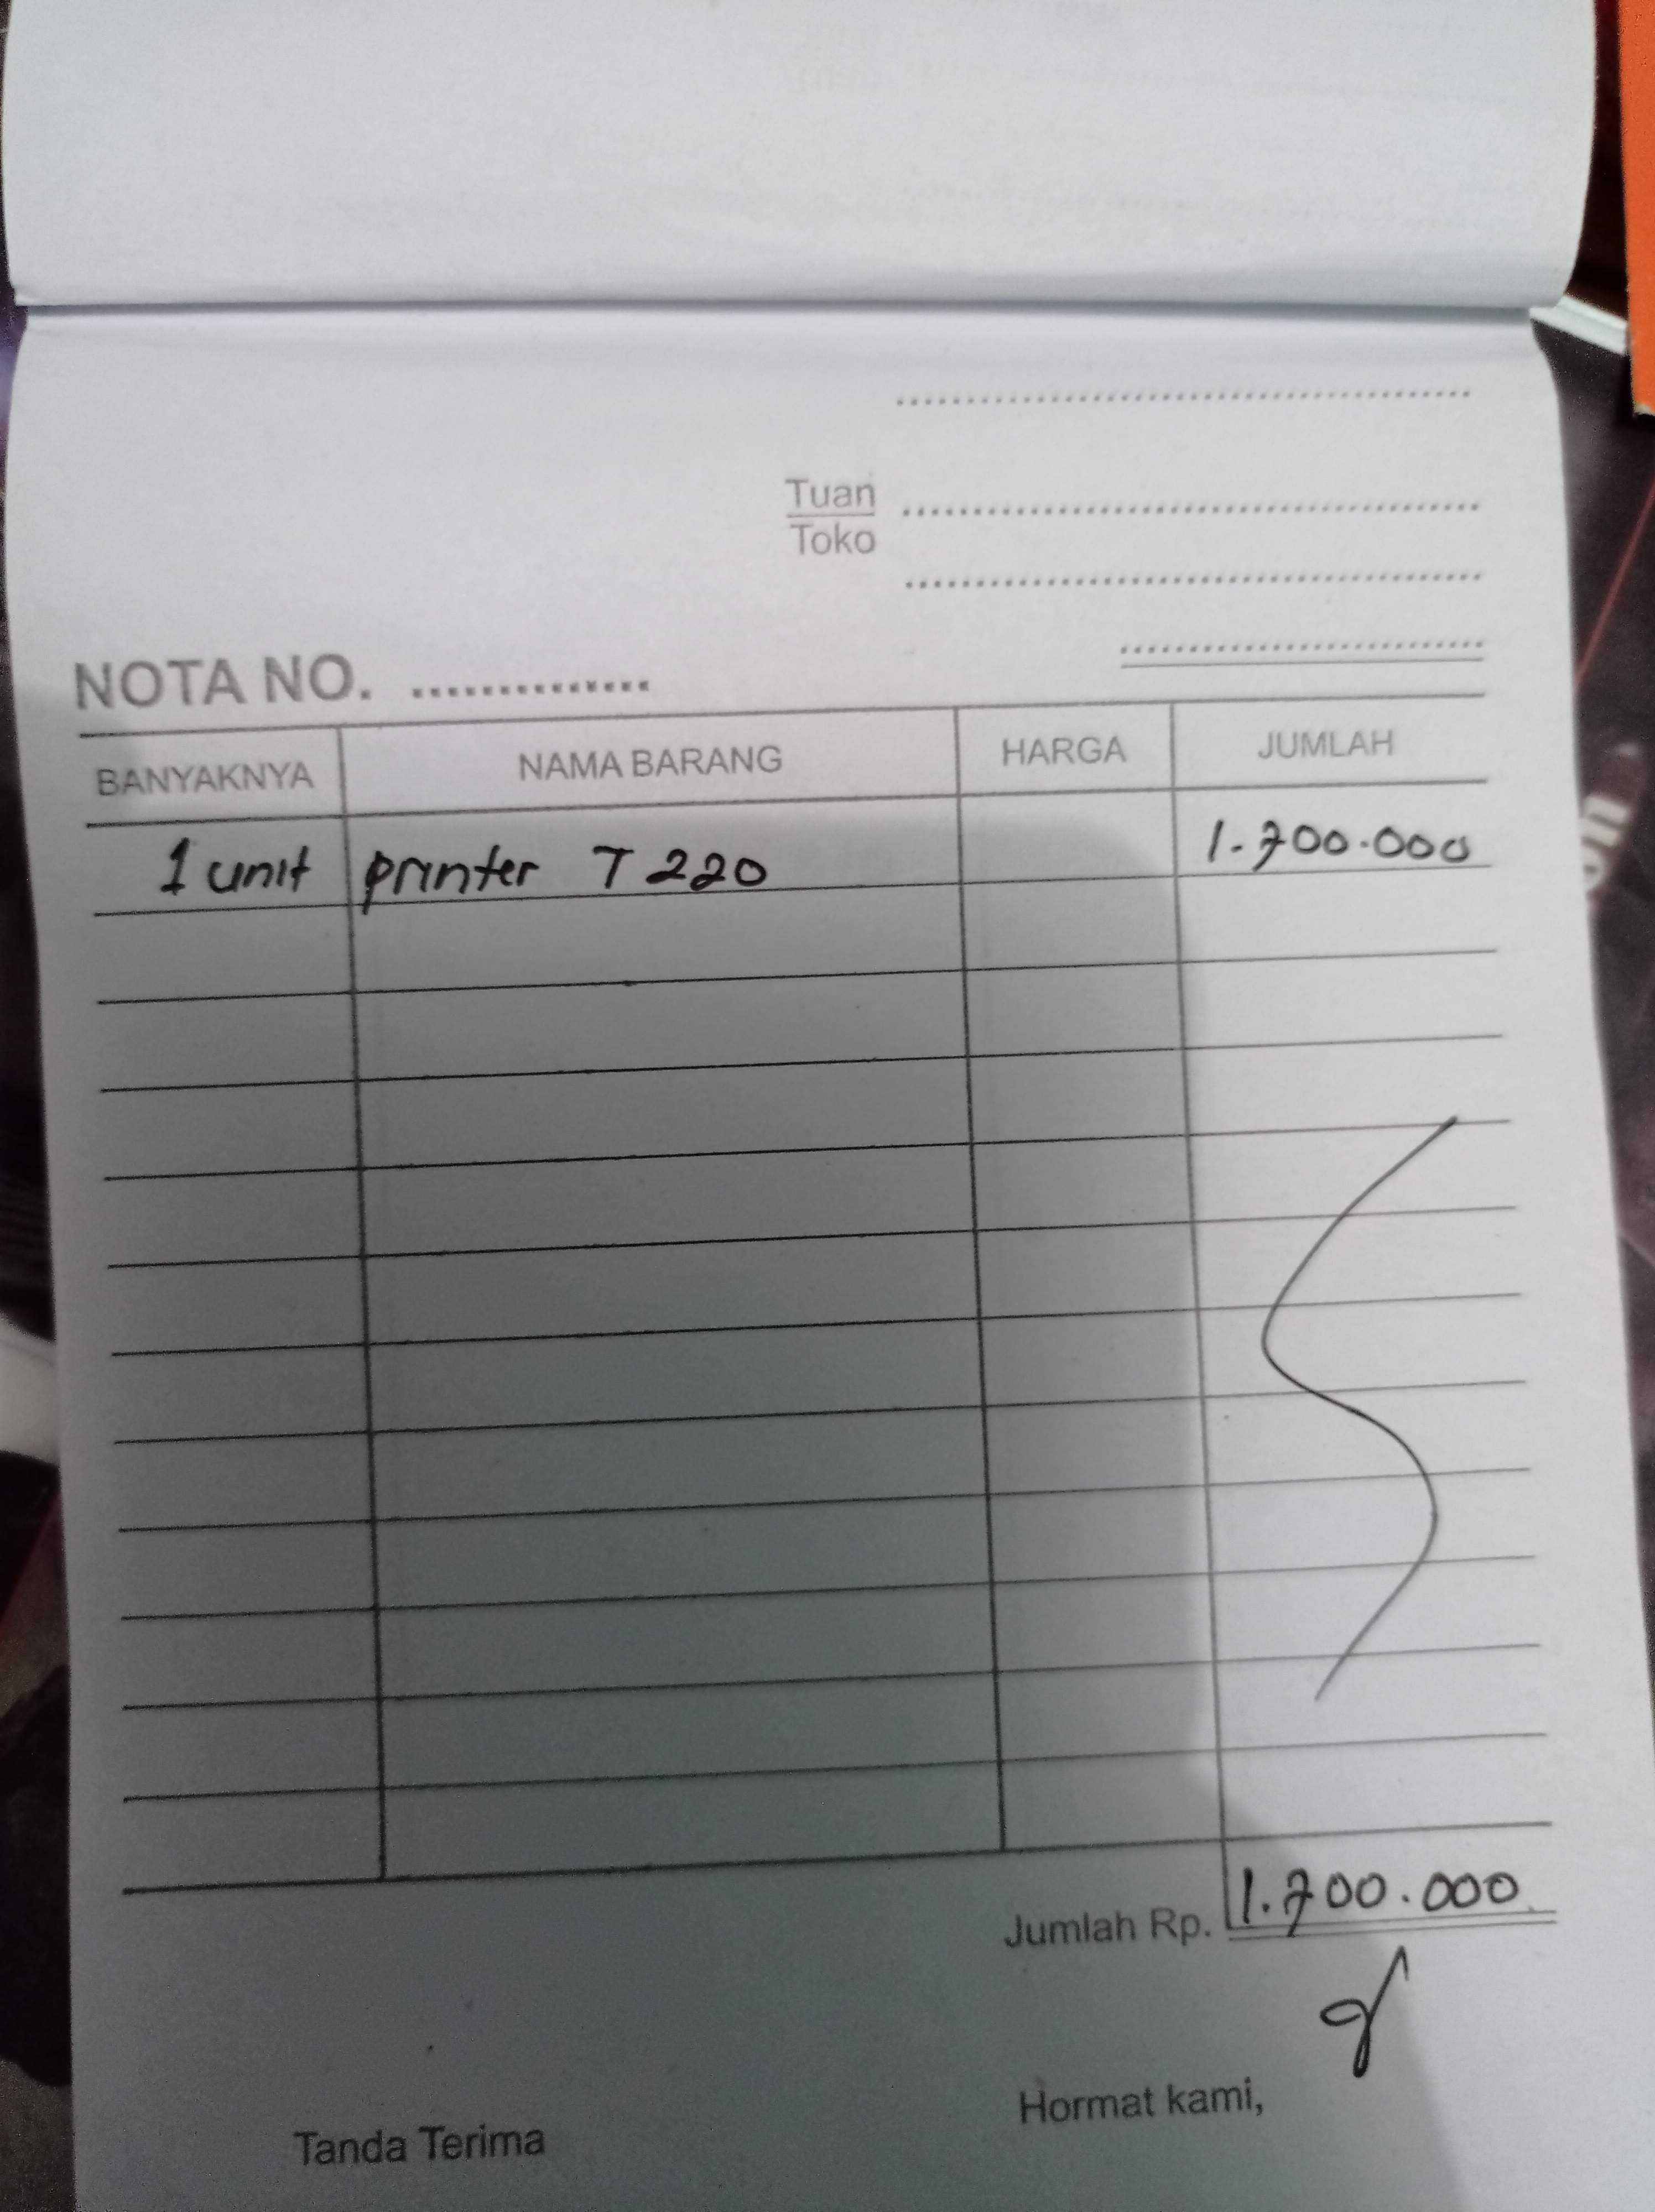 Tuan
Toko
NOTA NO. ..............
BANYAKNYA NAMA BARANG HARGA JUMLAH
1 unit printer T 220 1.700.000
Jumlah Rp. 1.700.000
Hormat kami,
Tanda Terima